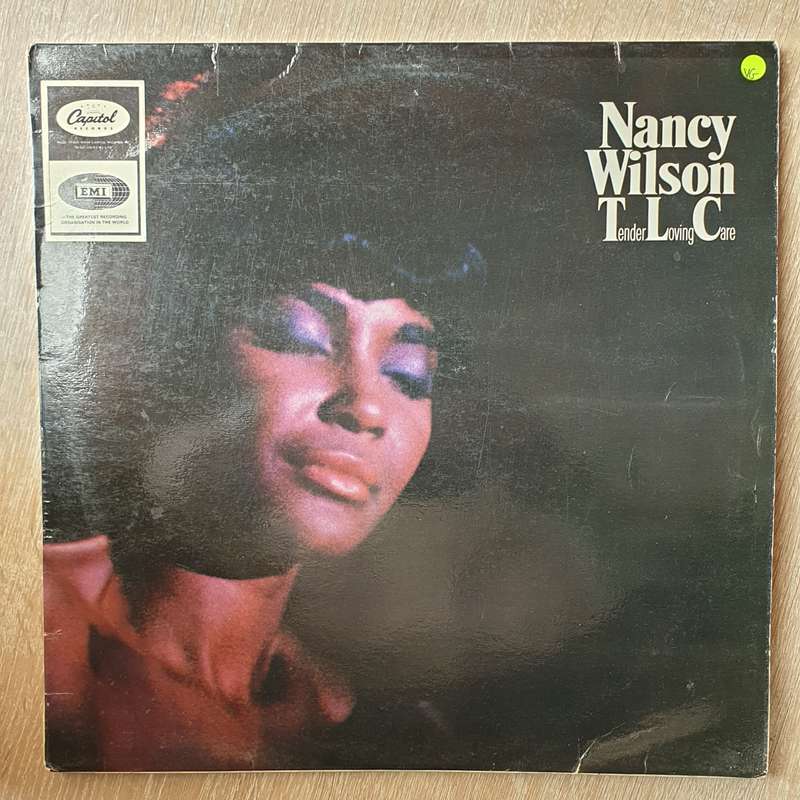 Capitol
RECORDS
EMI
—THE GREATEST RECORDING
ORGANISATION IN THE WORLD
Nancy
Wilson
Tender Loving Care
VG-